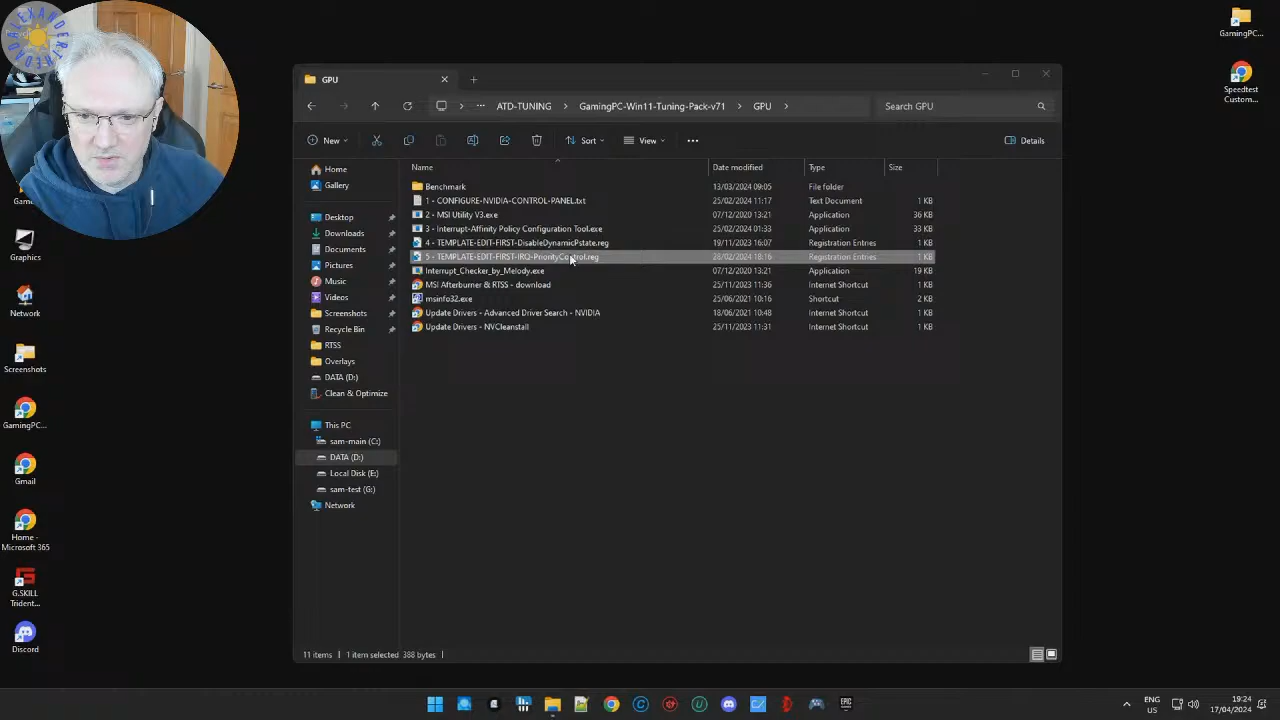 ALEXANDER THE DAD
GamingPC...
Speedtest
Custom...
Graphics
Network
Screenshots
GamingPC...
Gmail
Home -
Microsoft 365
G.SKILL
Trident...
Discord
GPU
ATD-TUNING > GamingPC-Win11-Tuning-Pack-v71 > GPU >
Search GPU
New
Sort
View
Details
Home
Gallery
Desktop
Downloads
Documents
Pictures
Music
Videos
Screenshots
Recycle Bin
RTSS
Overlays
DATA (D:)
Clean & Optimize
This PC
sam-main (C:)
DATA (D:)
Local Disk (E:)
sam-test (G:)
Network
Name Date modified Type Size
Benchmark 13/03/2024 09:05 File folder
1 - CONFIGURE-NVIDIA-CONTROL-PANEL.txt 25/02/2024 11:17 Text Document 1 KB
2 - MSI Utility V3.exe 07/12/2020 13:21 Application 36 KB
3 - Interrupt-Affinity Policy Configuration Tool.exe 25/02/2024 01:33 Application 33 KB
4 - TEMPLATE-EDIT-FIRST-DisableDynamicPstate.reg 19/11/2023 16:07 Registration Entries 1 KB
5 - TEMPLATE-EDIT-FIRST-IRQ-PriorityControl.reg 28/02/2024 18:16 Registration Entries 1 KB
Interrupt_Checker_by_Melody.exe 07/12/2020 13:21 Application 19 KB
MSI Afterburner & RTSS - download 25/11/2023 11:36 Internet Shortcut 1 KB
msinfo32.exe 25/06/2021 10:16 Shortcut 2 KB
Update Drivers - Advanced Driver Search - NVIDIA 18/06/2021 10:48 Internet Shortcut 1 KB
Update Drivers - NVCleanstall 25/11/2023 11:31 Internet Shortcut 1 KB
11 items | 1 item selected 388 bytes |
ENG
US
19:24
17/04/2024